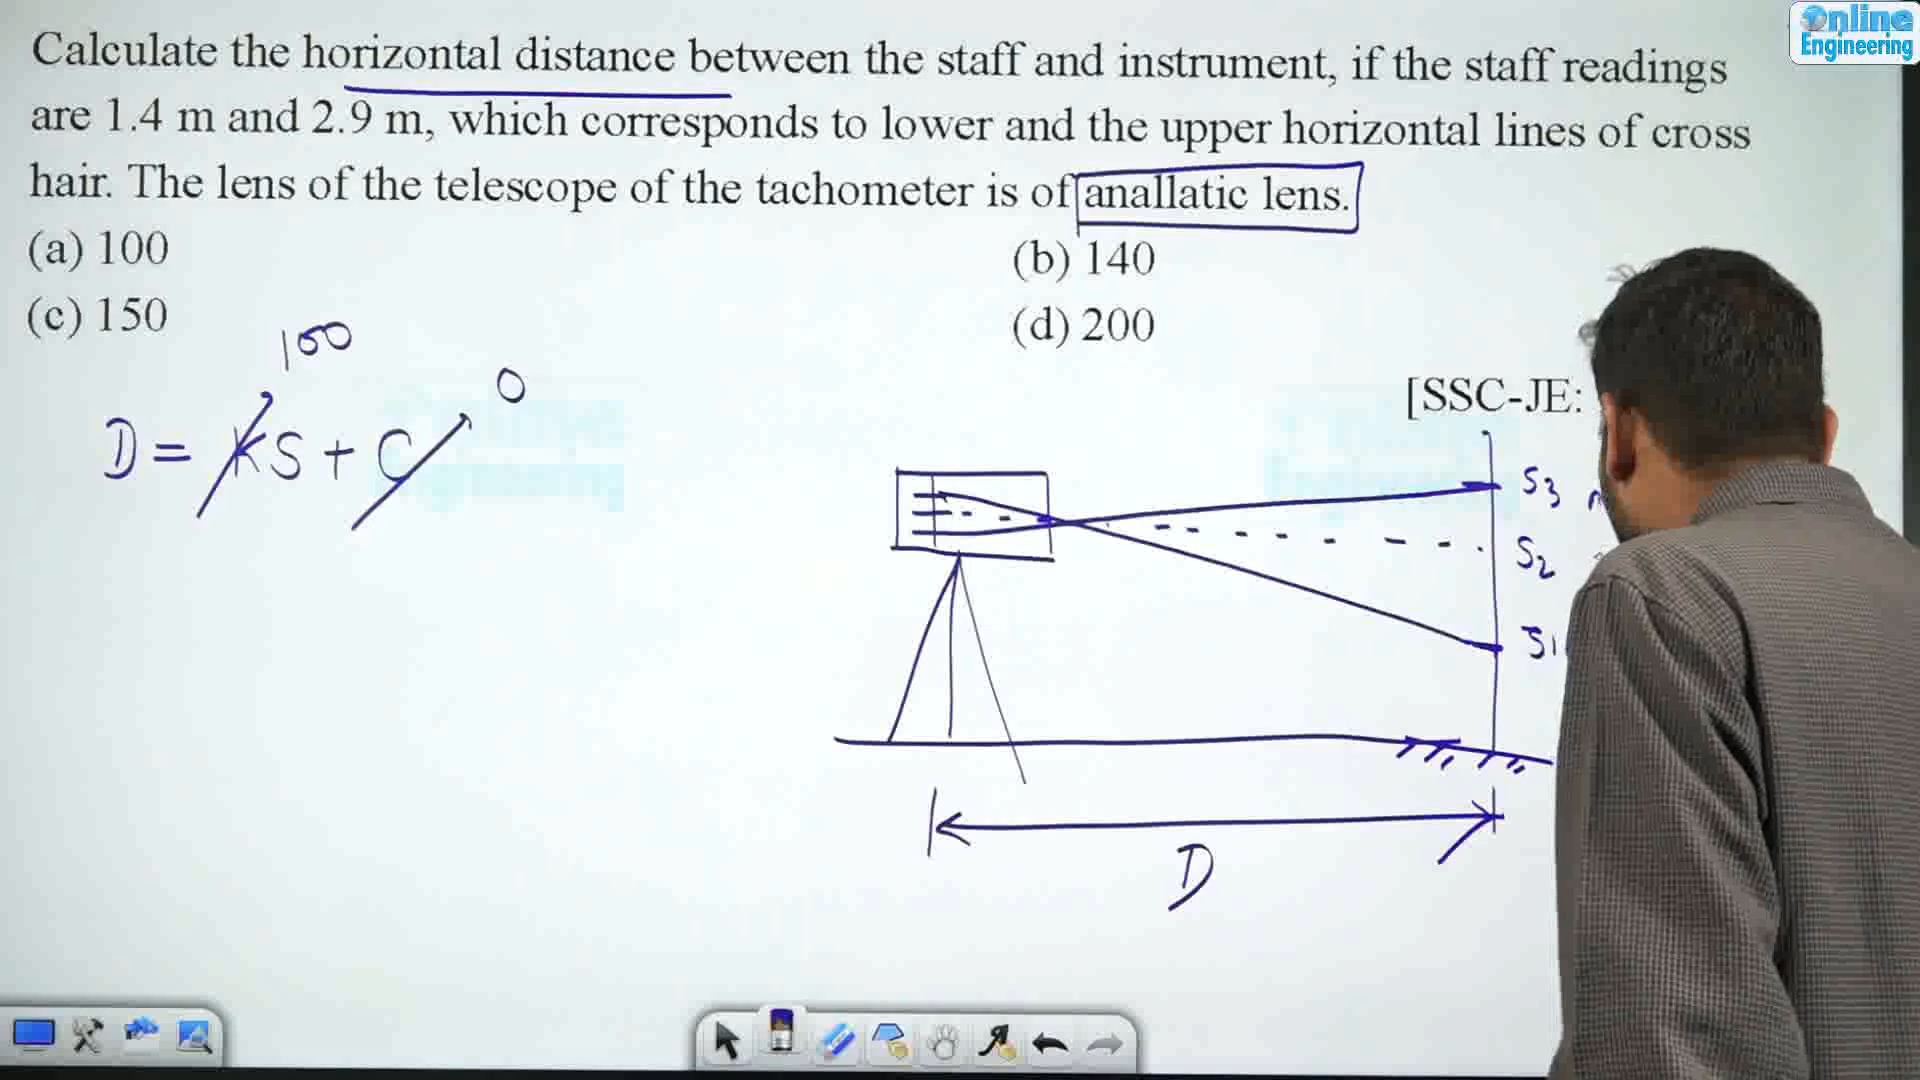 Online
Engineering
Calculate the horizontal distance between the staff and instrument, if the staff readings
are 1.4 m and 2.9 m, which corresponds to lower and the upper horizontal lines of cross
hair. The lens of the telescope of the tachometer is of anallatic lens.
(a) 100
(b) 140
(c) 150
(d) 200
[SSC-JE:
100
0
D = KS + C
S3
S2
S1
D